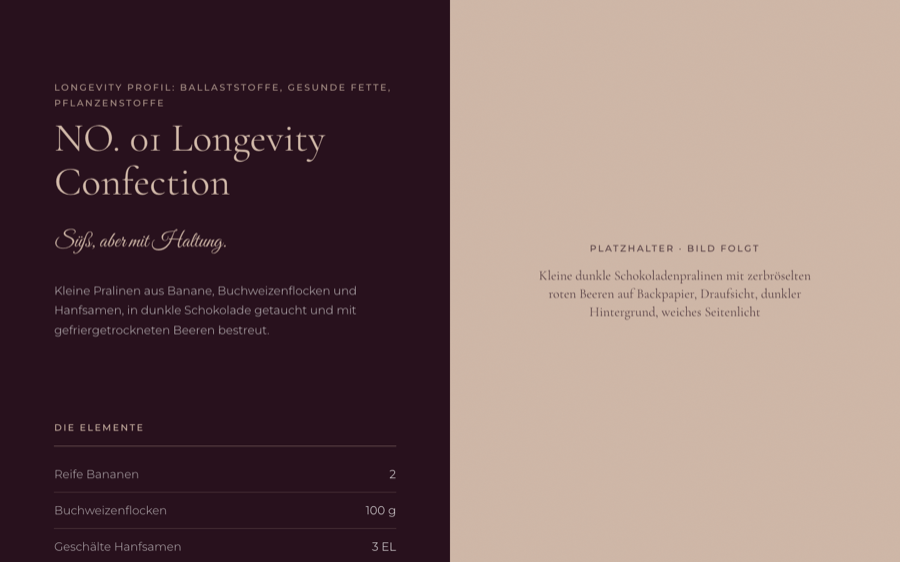 LONGEVITY PROFIL: BALLASTSTOFFE, GESUNDE FETTE,
PFLANZENSTOFFE
NO. 01 Longevity
Confection
Süß, aber mit Haltung.
Kleine Pralinen aus Banane, Buchweizenflocken und
Hanfsamen, in dunkle Schokolade getaucht und mit
gefriergetrockneten Beeren bestreut.
DIE ELEMENTE
Reife Bananen 2
Buchweizenflocken 100 g
Geschälte Hanfsamen 3 EL
PLATZHALTER · BILD FOLGT
Kleine dunkle Schokoladenpralinen mit zerbröselten
roten Beeren auf Backpapier, Draufsicht, dunkler
Hintergrund, weiches Seitenlicht